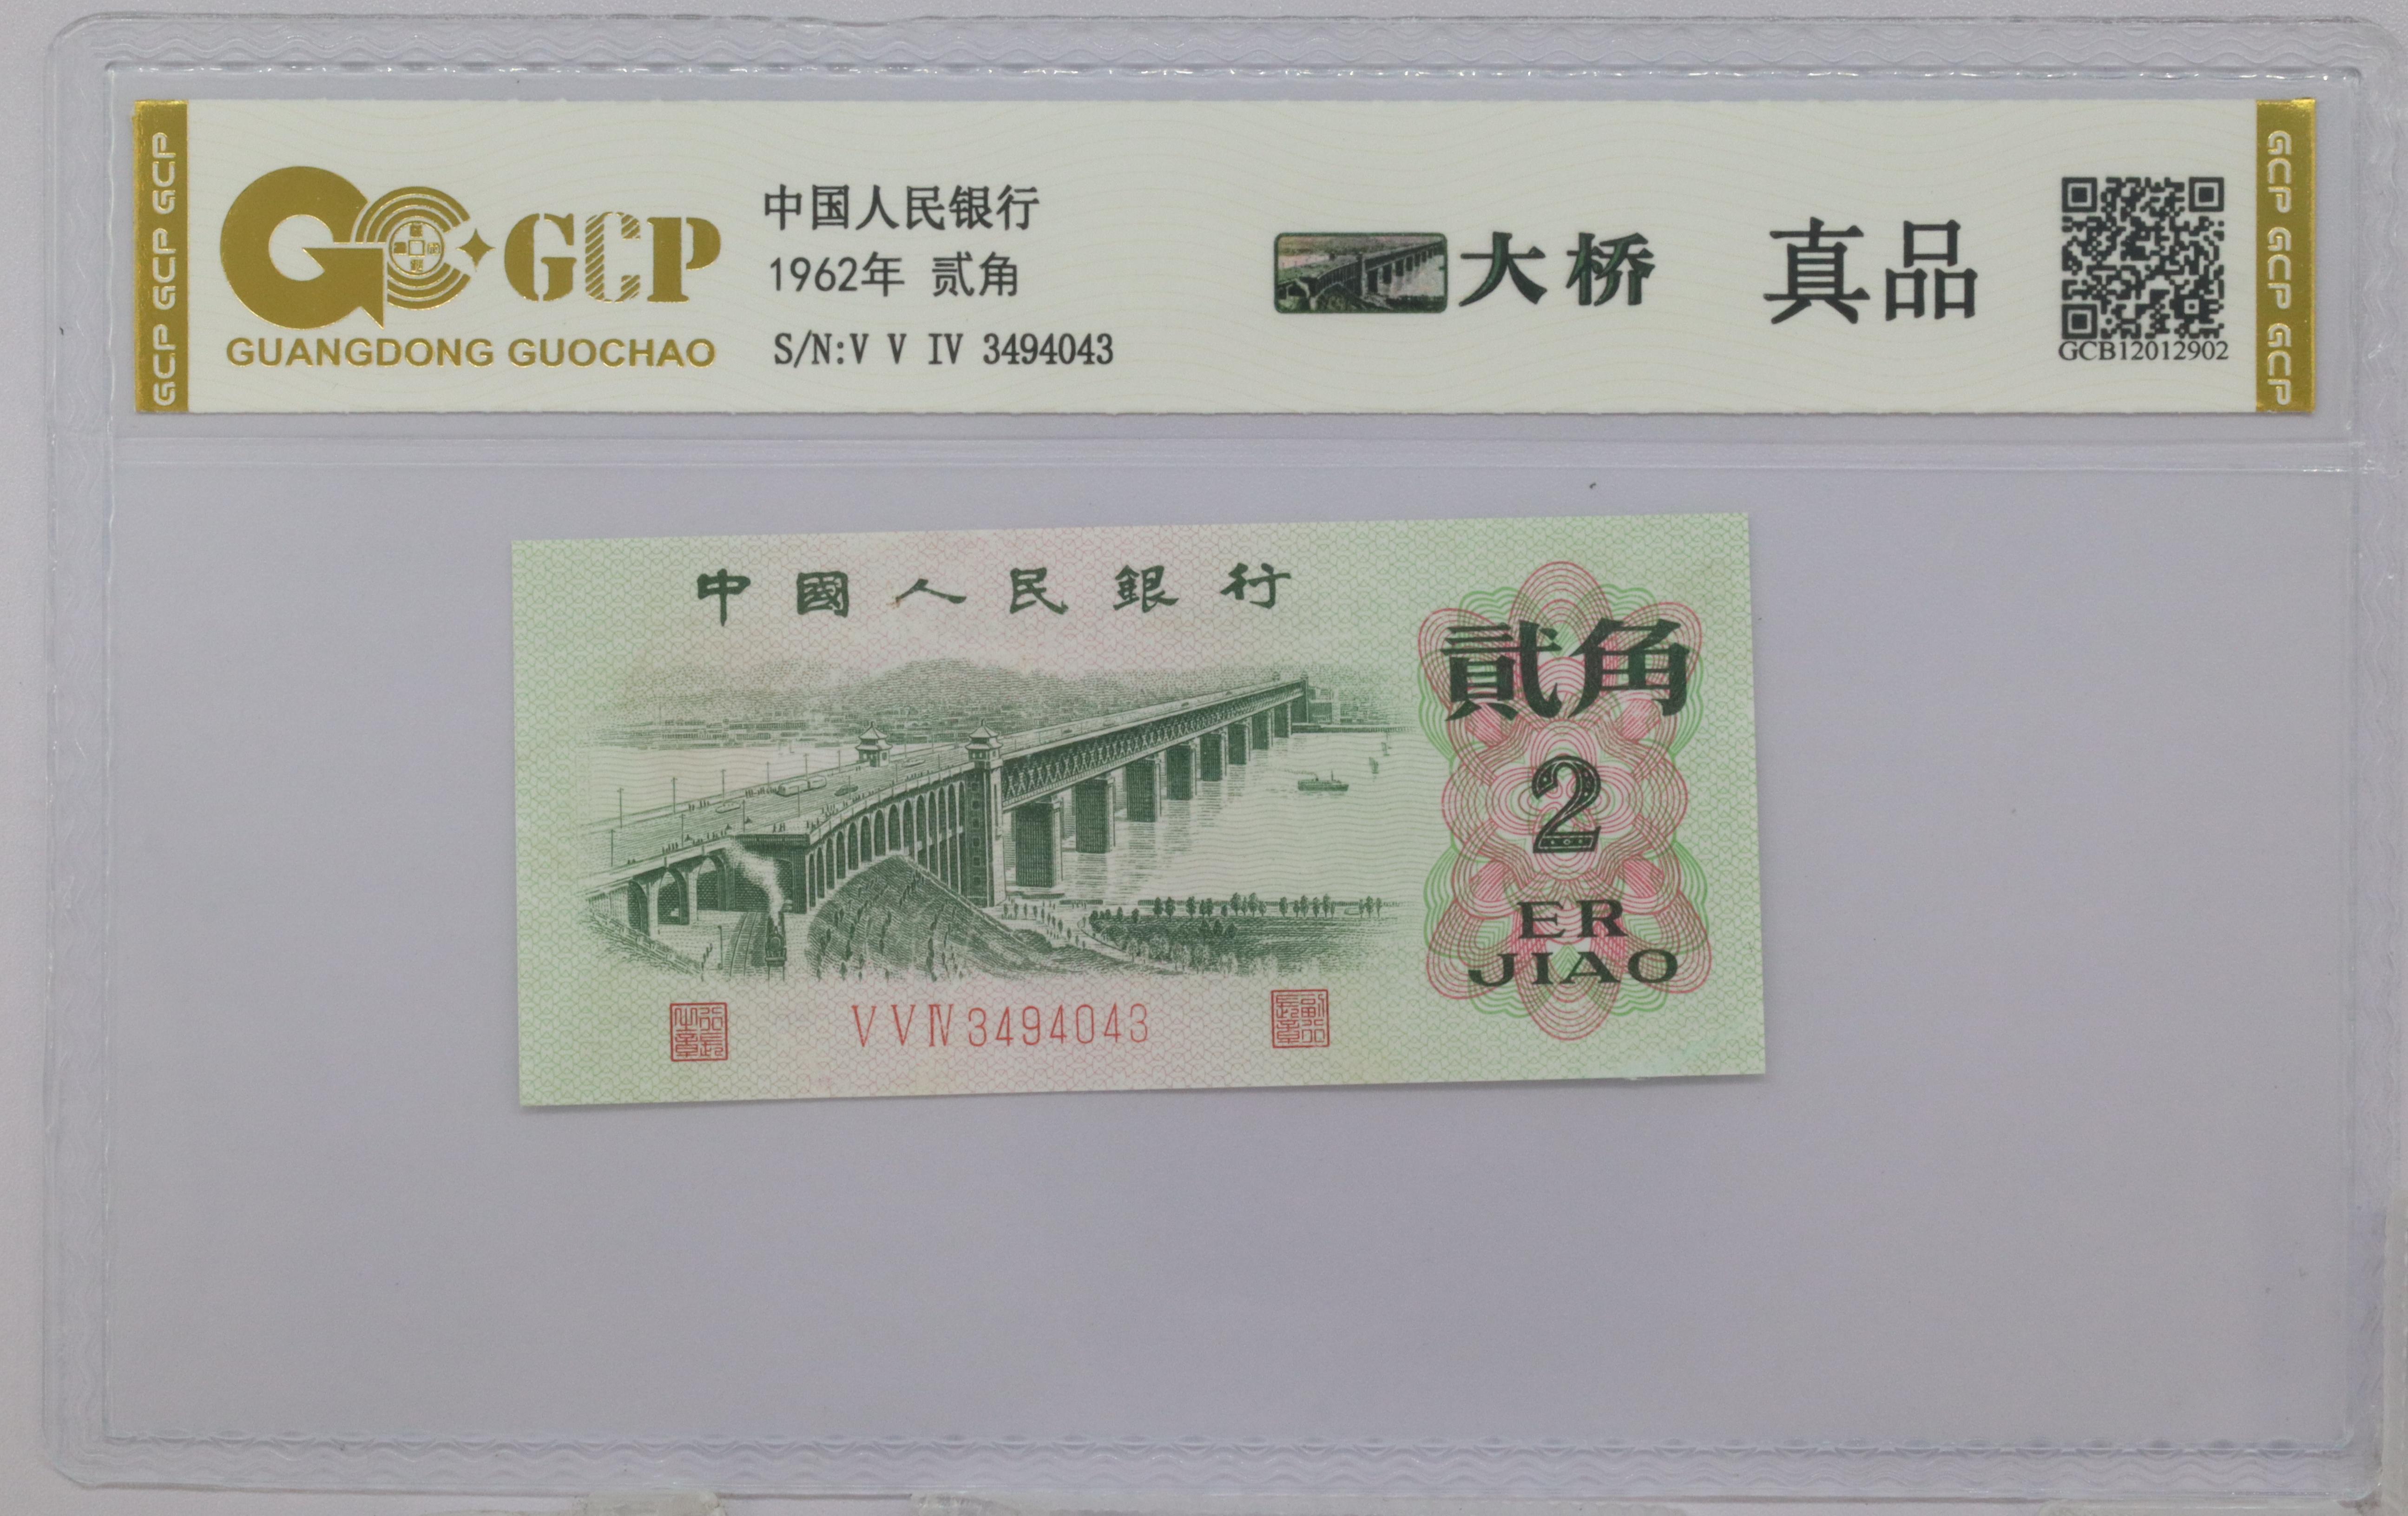 GCP GCP GCP
GCP
GUANGDONG GUOCHAO
中国人民银行
1962年 贰角
S/N:V V IV 3494043
大桥
真品
GCB12012902
GCP GCP GCP
中國人民銀行
貳角
2
ER
JIAO
VVIV3494043